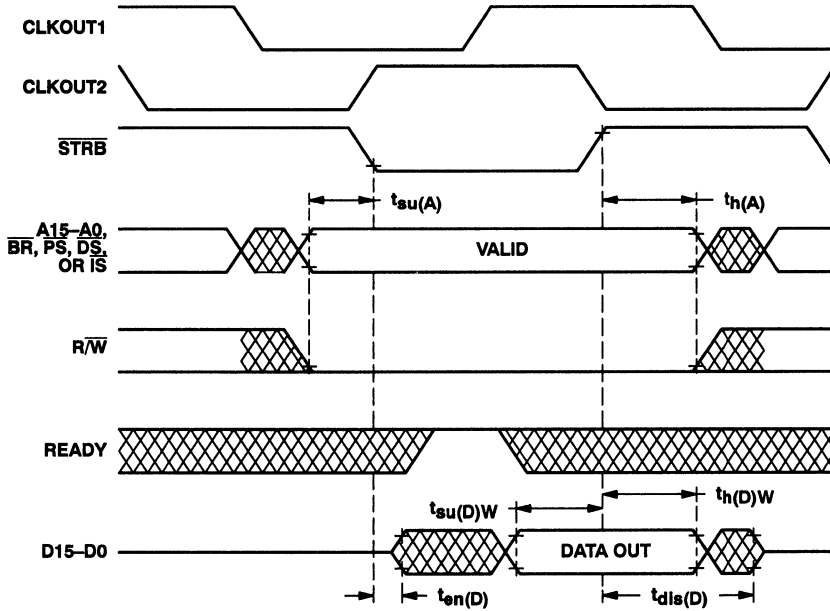 CLKOUT1
CLKOUT2
STRB
tsu(A)
th(A)
A15–A0,
BR, PS, DS,
OR IS
VALID
R/W
READY
tsu(D)W
th(D)W
D15–D0
DATA OUT
ten(D)
tdis(D)